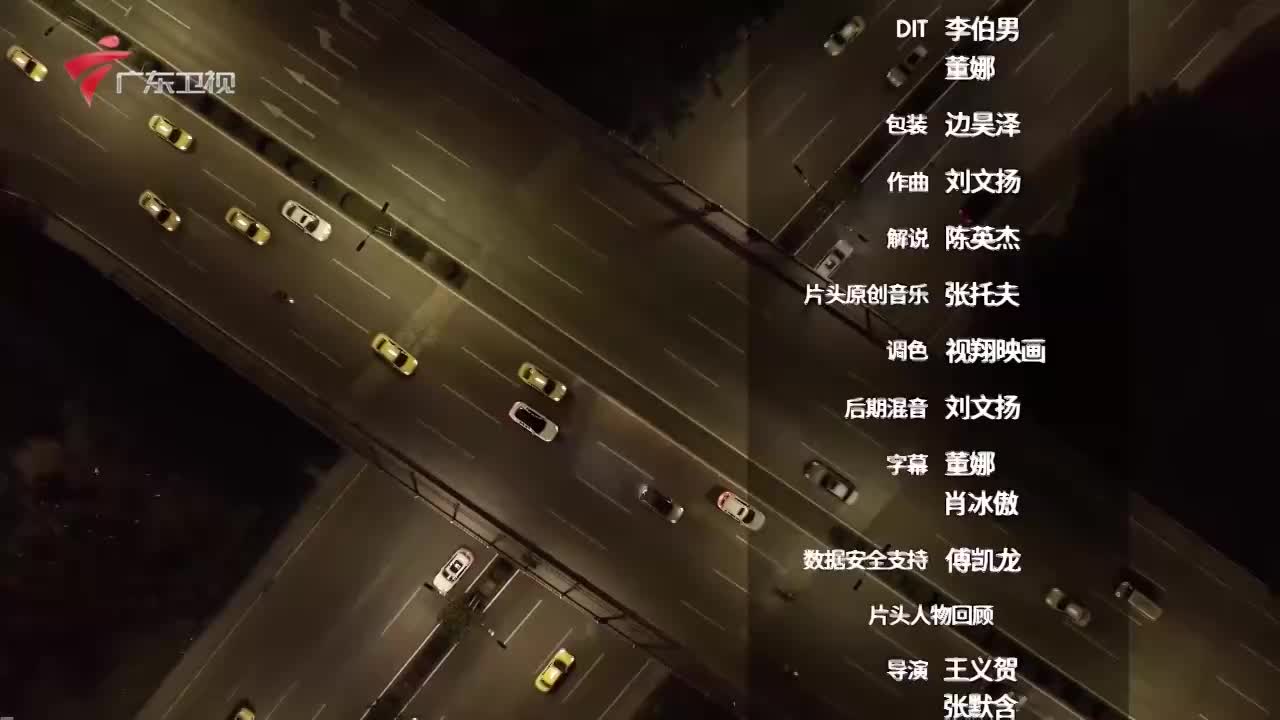 广东卫视
DIT 李伯男
董娜
包装 边昊泽
作曲 刘文扬
解说 陈英杰
片头原创音乐 张托夫
调色 视翔映画
后期混音 刘文扬
字幕 董娜
肖冰傲
数据安全支持 傅凯龙
片头人物回顾
导演 王义贺
张默含